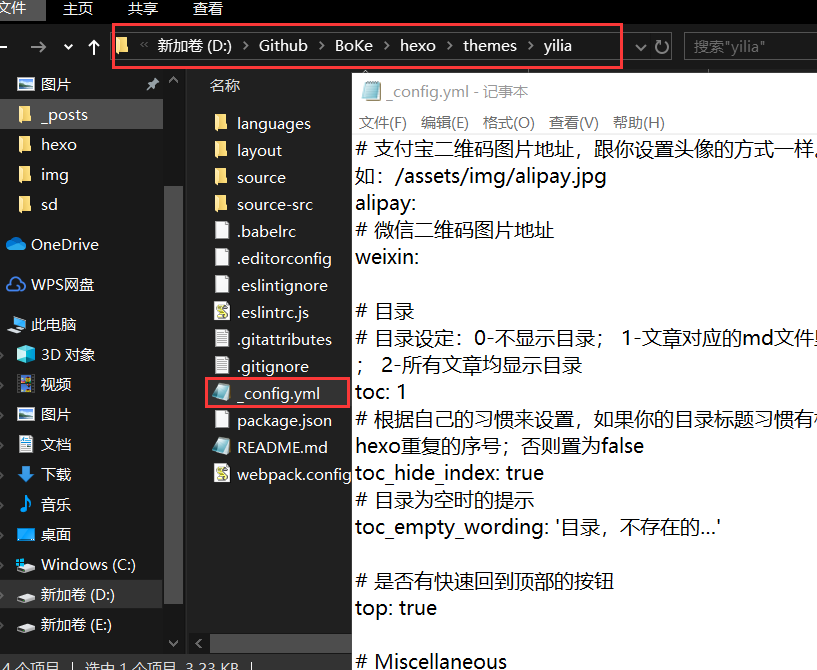 文件 主页 共享 查看
新加卷 (D:) Github BoKe hexo themes yilia
搜索"yilia"
图片
_posts
hexo
img
sd
OneDrive
WPS网盘
此电脑
3D 对象
视频
图片
文档
下载
音乐
桌面
Windows (C:)
新加卷 (D:)
新加卷 (E:)
名称
languages
layout
source
source-src
.babelrc
.editorconfig
.eslintignore
.eslintrc.js
.gitattributes
.gitignore
_config.yml
package.json
README.md
webpack.config
_config.yml - 记事本
文件(F) 编辑(E) 格式(O) 查看(V) 帮助(H)
# 支付宝二维码图片地址，跟你设置头像的方式一样。
如：/assets/img/alipay.jpg
alipay:
# 微信二维码图片地址
weixin:
# 目录
# 目录设定：0-不显示目录； 1-文章对应的md文件
； 2-所有文章均显示目录
toc: 1
# 根据自己的习惯来设置，如果你的目录标题习惯有
hexo重复的序号；否则置为false
toc_hide_index: true
# 目录为空时的提示
toc_empty_wording: '目录，不存在的…'
# 是否有快速回到顶部的按钮
top: true
# Miscellaneous
4 个项目 选中 1 个项目 3.23 KB